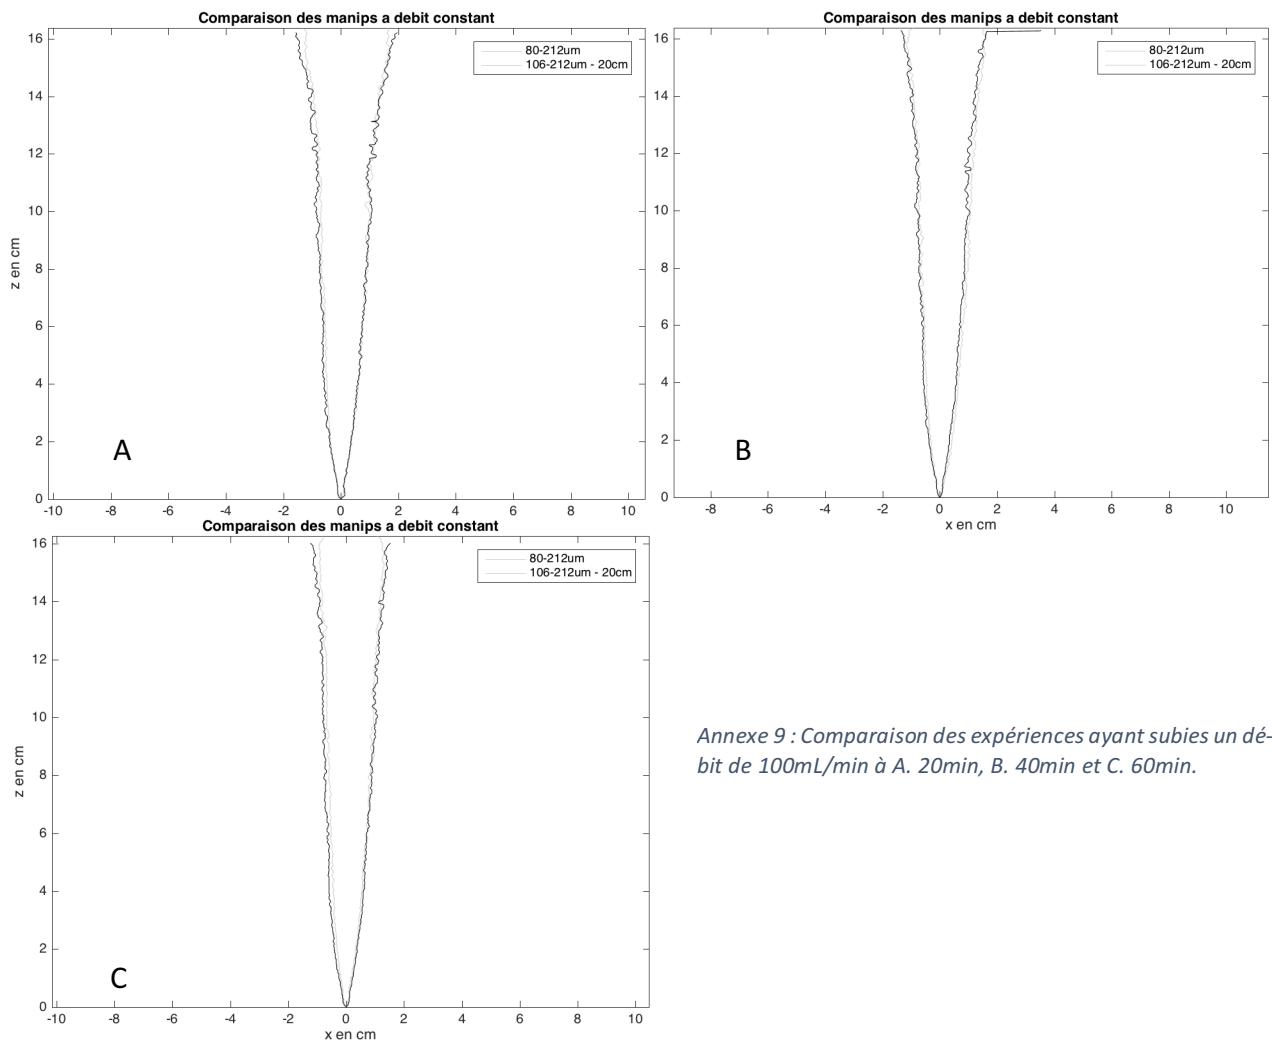 Comparaison des manips a debit constant
80-212um
106-212um - 20cm
z en cm
16
14
12
10
8
6
4
2
0
A
-10 -8 -6 -4 -2 0 2 4 6 8 10
Comparaison des manips a debit constant
80-212um
106-212um - 20cm
16
14
12
10
8
6
4
2
0
B
-8 -6 -4 -2 0 2 4 6 8 10
x en cm
Comparaison des manips a debit constant
80-212um
106-212um - 20cm
z en cm
16
14
12
10
8
6
4
2
0
C
-10 -8 -6 -4 -2 0 2 4 6 8 10
x en cm
Annexe 9 : Comparaison des expériences ayant subies un dé-
bit de 100mL/min à A. 20min, B. 40min et C. 60min.